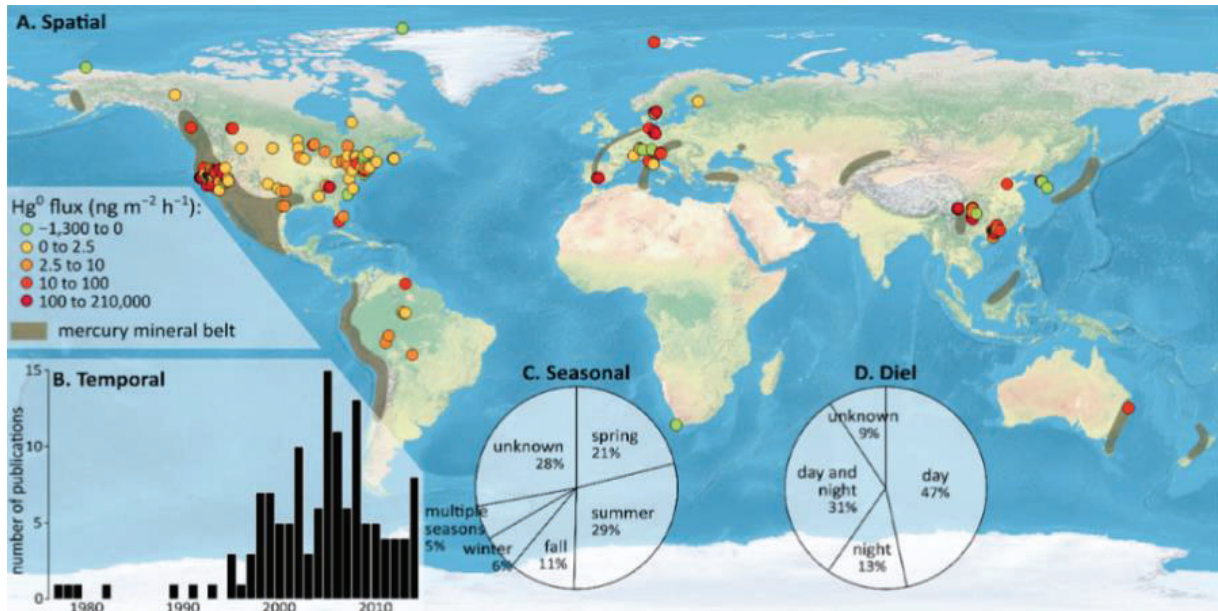 A. Spatial
Hg⁰ flux (ng m⁻² h⁻¹):
−1,300 to 0
0 to 2.5
2.5 to 10
10 to 100
100 to 210,000
mercury mineral belt
B. Temporal
number of publications
15
10
5
0
1980
1990
2000
2010
C. Seasonal
spring
21%
summer
29%
fall
11%
winter
6%
multiple
seasons
5%
unknown
28%
D. Diel
day
47%
night
13%
day and
night
31%
unknown
9%